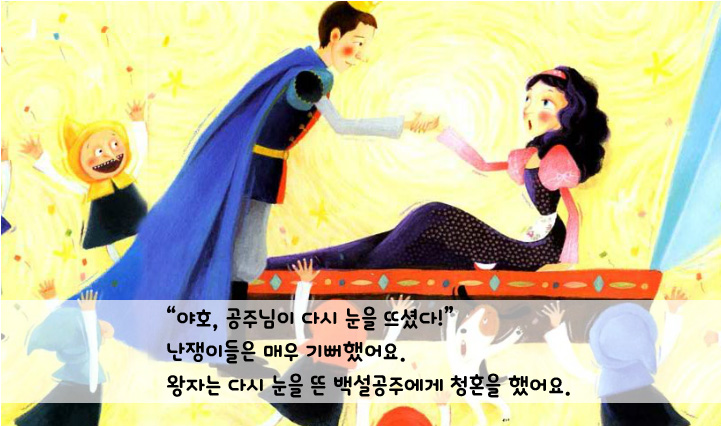 “야호, 공주님이 다시 눈을 뜨셨다!”
난쟁이들은 매우 기뻐했어요.
왕자는 다시 눈을 뜬 백설공주에게 청혼을 했어요.